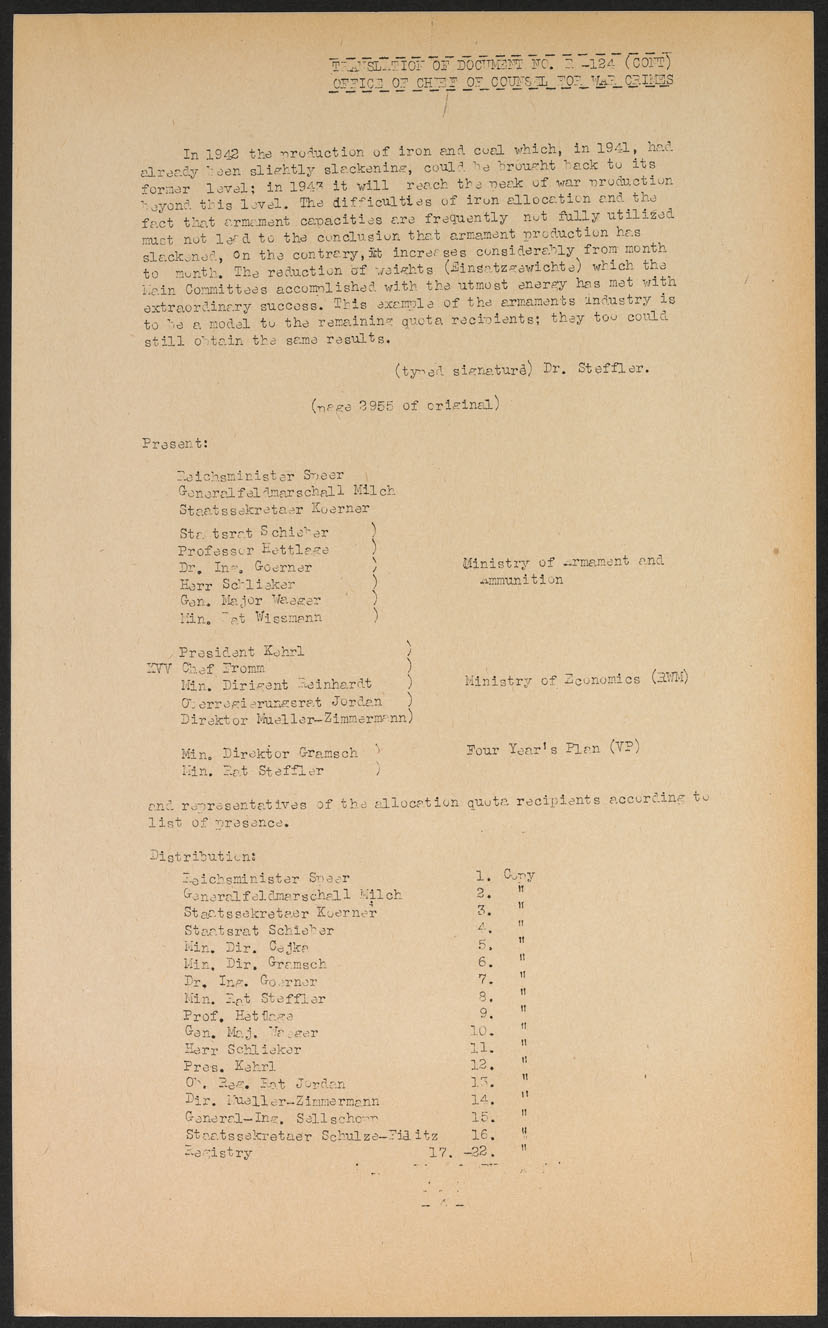 TRANSLATION OF DOCUMENT NO. R -124 (CONT)
OFFICE OF CHIEF OF COUNSEL FOR WAR CRIMES
In 1942 the production of iron and coal which, in 1941, had
already been slightly slackening, could be brought back to its
former level; in 1943 it will reach the peak of war production
beyond this level. The difficulties of iron allocation and the
fact that armament capacities are frequently not fully utilized
must not lead to the conclusion that armament production has
slackened, On the contrary, it increases considerably from month
to month. The reduction of weights (Einsatzgewichte) which the
Main Committees accomplished with the utmost energy has met with
extraordinary success. This example of the armaments industry is
to be a model to the remaining quota recipients; they too could
still obtain the same results.
(typed signature) Dr. Steffler.
(page 3955 of original)
Present:
Reichsminister Speer
Generalfeldmarschall Milch
Staatssekretaer Koerner
Staatsrat Schieber )
Professor Hettlage )
Dr. Ing. Goerner )
Herr Schlieker )
Gen. Major Waeger )
Min. Rat Wissmann )
Ministry of Armament and
Ammunition
President Kehrl )
Chef Fromm )
Min. Dirigent Reinhardt )
Oberregierungsrat Jordan )
Direktor Mueller-Zimmermann)
Ministry of Economics (RWM)
Min. Direktor Gramsch )
Min. Rat Steffler )
Four Year's Plan (VP)
and representatives of the allocation quota recipients according to
list of presence.
Distribution:
Reichsminister Speer 1. Copy
Generalfeldmarschall Milch 2. "
Staatssekretaer Koerner 3. "
Staatsrat Schieber 4. "
Min. Dir. Cejka 5. "
Min. Dir. Gramsch 6. "
Dr. Ing. Goerner 7. "
Min. Rat Steffler 8. "
Prof. Hetlage 9. "
Gen. Maj. Waeger 10. "
Herr Schlieker 11. "
Pres. Kehrl 12. "
Ob. Reg. Rat Jordan 13. "
Dir. Mueller-Zimmermann 14. "
General-Ing. Sellschopp 15. "
Staatssekretaer Schulze-Fidlitz 16. "
Registry 17. -22. "